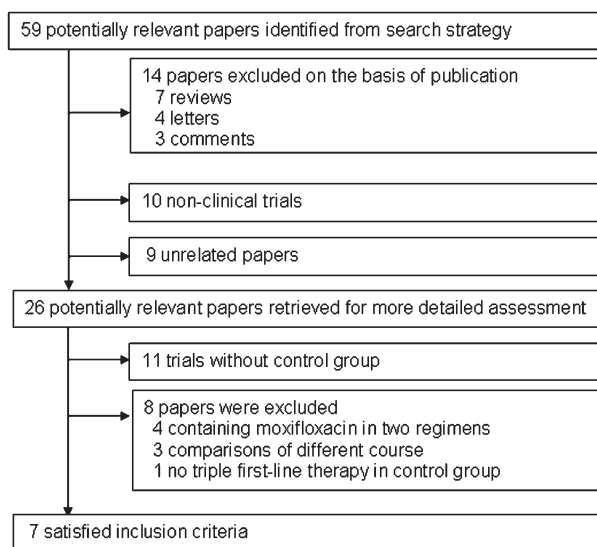 59 potentially relevant papers identified from search strategy
14 papers excluded on the basis of publication
7 reviews
4 letters
3 comments
10 non-clinical trials
9 unrelated papers
26 potentially relevant papers retrieved for more detailed assessment
11 trials without control group
8 papers were excluded
4 containing moxifloxacin in two regimens
3 comparisons of different course
1 no triple first-line therapy in control group
7 satisfied inclusion criteria